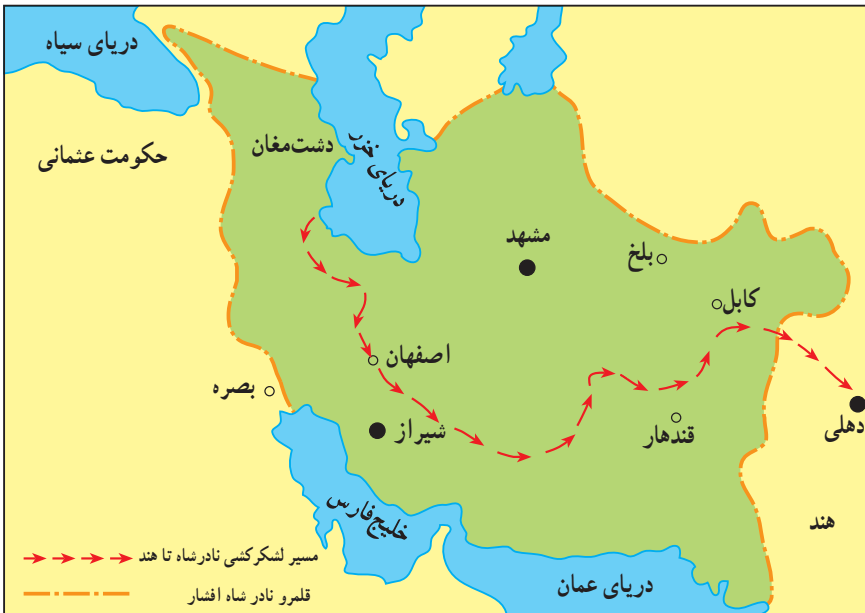 دریای سیاه
حکومت عثمانی
دشت‌مغان
دریای خزر
مشهد
بلخ
کابل
اصفهان
بصره
شیراز
قندهار
دهلی
خلیج‌فارس
هند
دریای عمان
مسیر لشکرکشی نادرشاه تا هند
قلمرو نادر شاه افشار